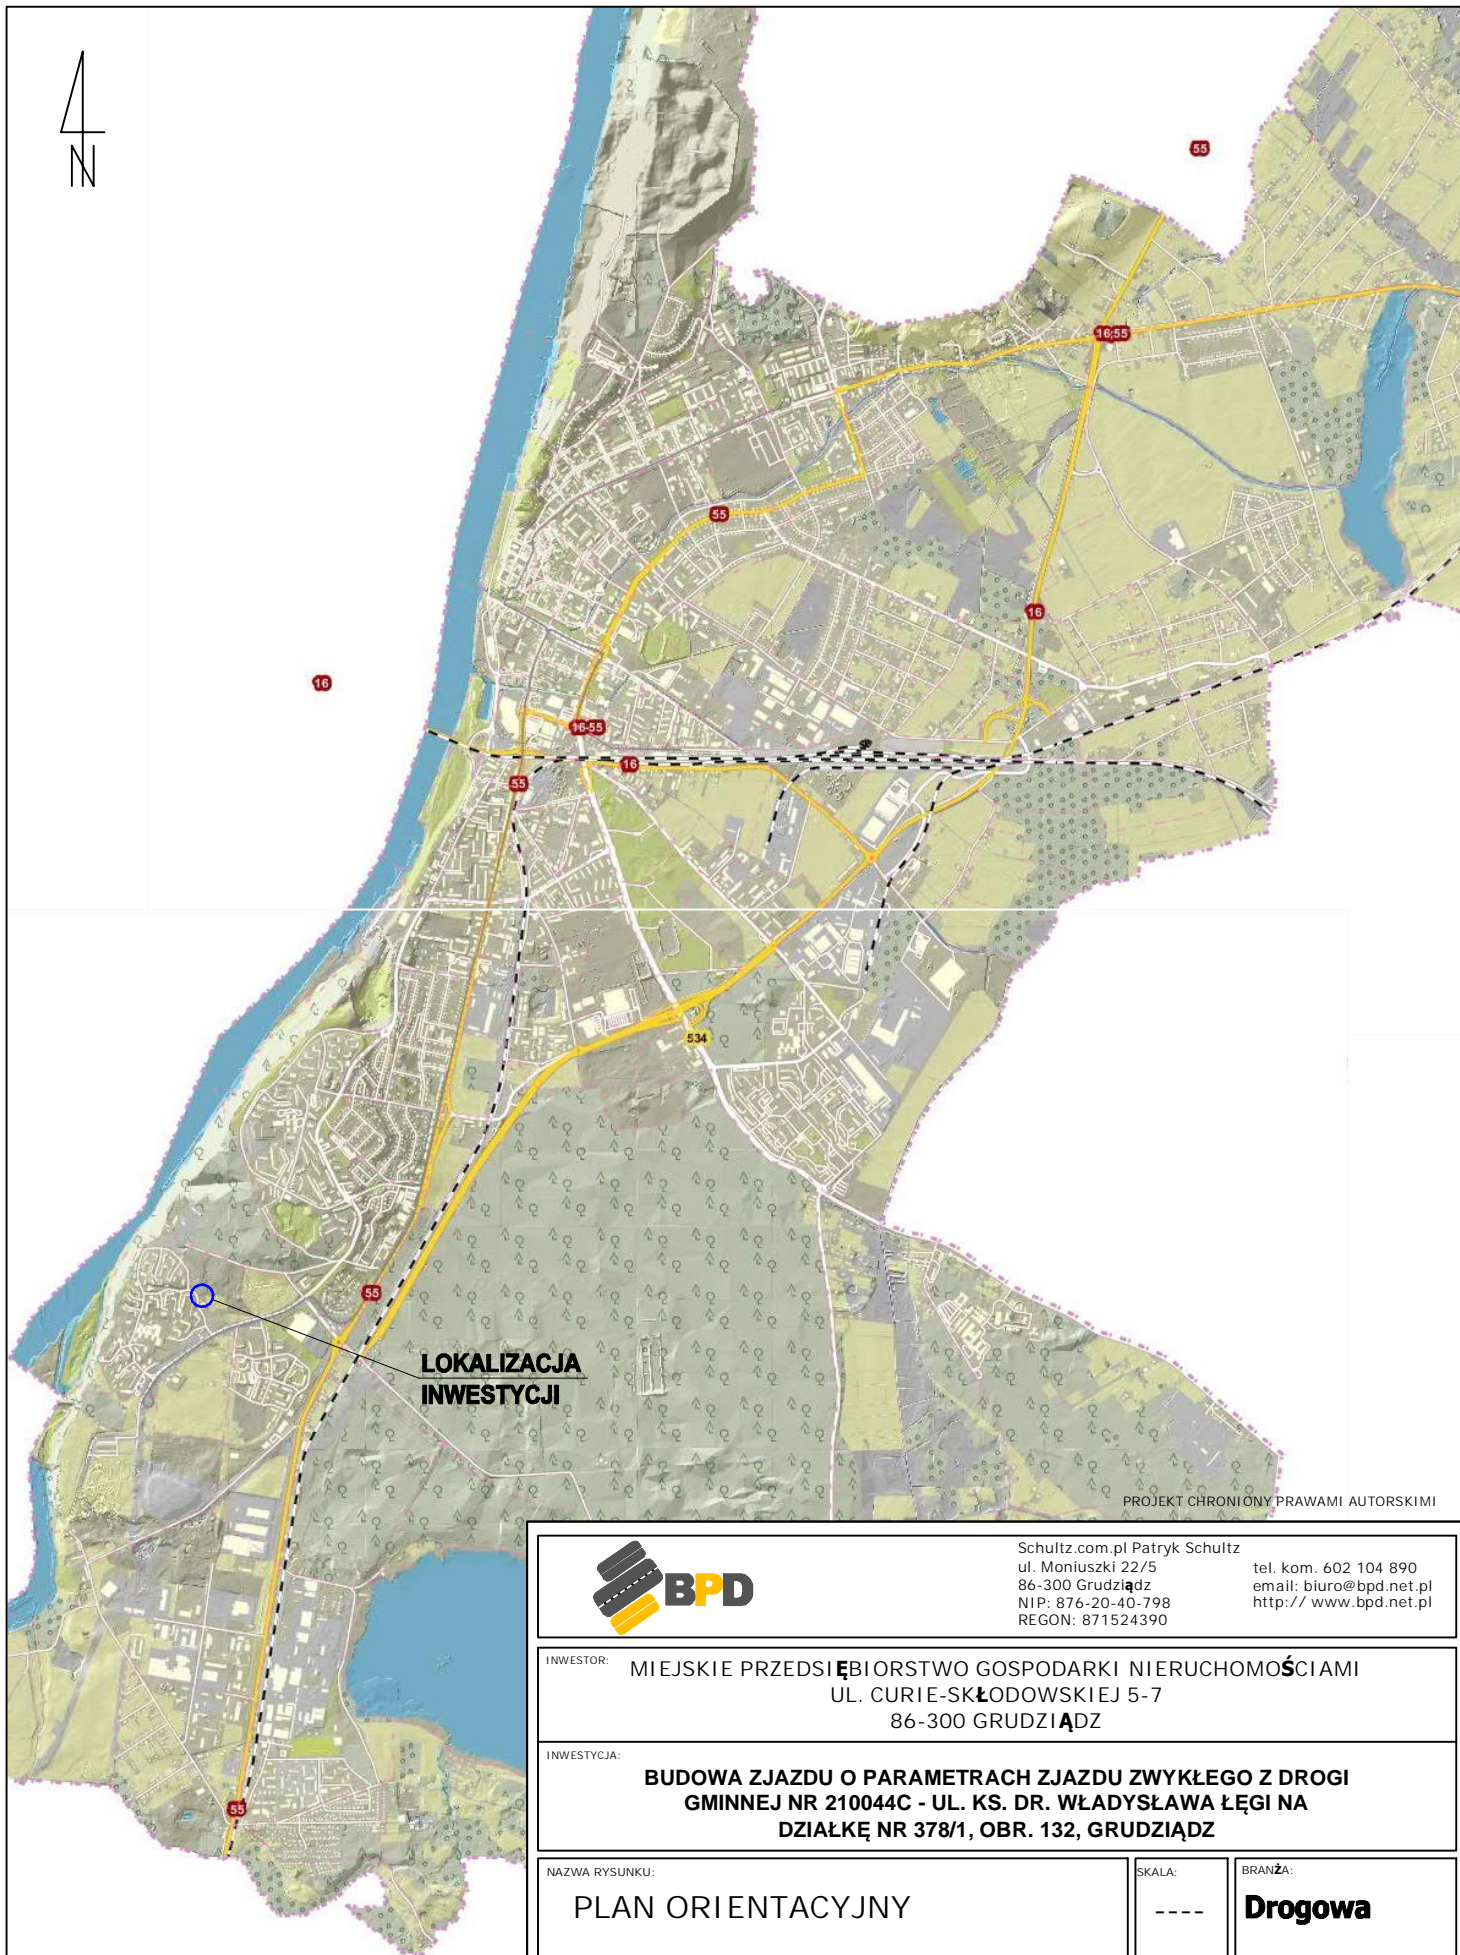 N
55
16;55
55
16
16
16-55
16
55
534
55
LOKALIZACJA
INWESTYCJI
55
PROJEKT CHRONIONY PRAWAMI AUTORSKIMI
BPD
Schultz.com.pl Patryk Schultz
ul. Moniuszki 22/5
86-300 Grudziądz
NIP: 876-20-40-798
REGON: 871524390
tel. kom. 602 104 890
email: biuro@bpd.net.pl
http:// www.bpd.net.pl
INWESTOR:
MIEJSKIE PRZEDSIĘBIORSTWO GOSPODARKI NIERUCHOMOŚCIAMI
UL. CURIE-SKŁODOWSKIEJ 5-7
86-300 GRUDZIĄDZ
INWESTYCJA:
BUDOWA ZJAZDU O PARAMETRACH ZJAZDU ZWYKŁEGO Z DROGI
GMINNEJ NR 210044C - UL. KS. DR. WŁADYSŁAWA ŁĘGI NA
DZIAŁKĘ NR 378/1, OBR. 132, GRUDZIĄDZ
NAZWA RYSUNKU:
PLAN ORIENTACYJNY
SKALA:
----
BRANŻA:
Drogowa